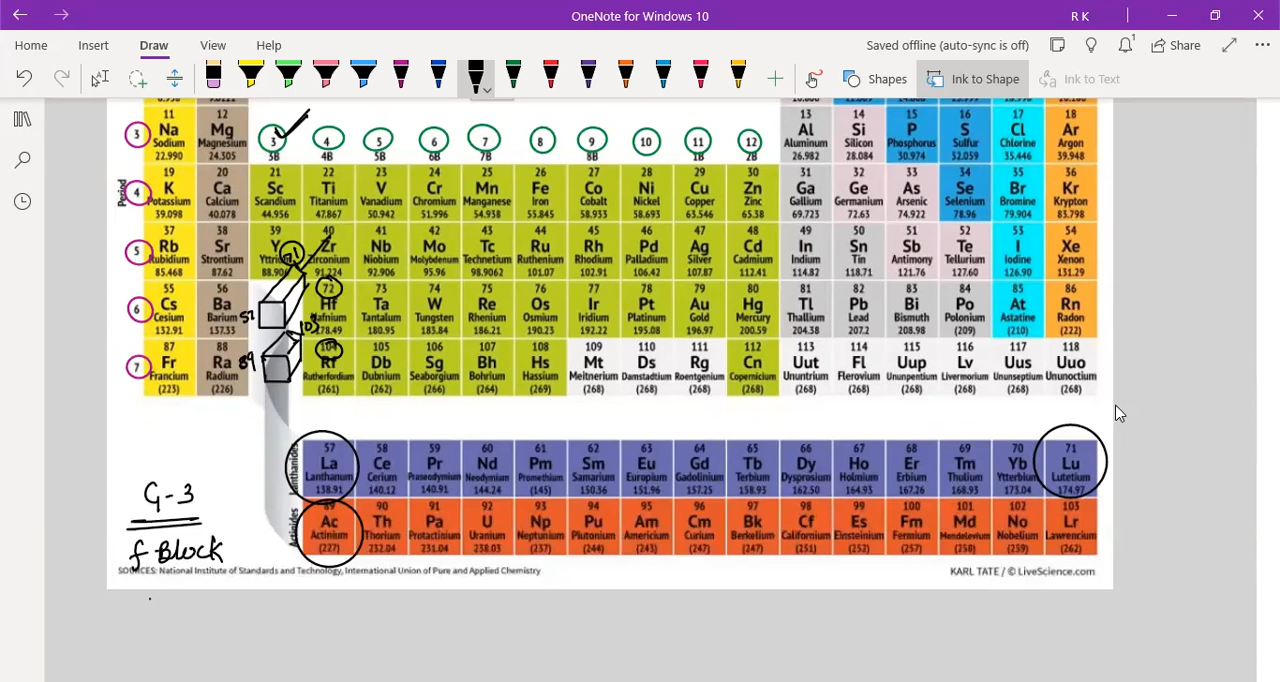 OneNote for Windows 10
R K
Home Insert Draw View Help
Saved offline (auto-sync is off)
Share
Shapes
Ink to Shape
Ink to Text
11 12 13 14 15 16 17 18
3 Na Mg 3 4 5 6 7 8 9 10 11 12 Al Si P S Cl Ar
Sodium Magnesium Aluminum Silicon Phosphorus Sulfur Chlorine Argon
22.990 24.305 3B 4B 5B 6B 7B 8B 1B 2B 26.982 28.084 30.974 32.059 35.446 39.948
Period
19 20 21 22 23 24 25 26 27 28 29 30 31 32 33 34 35 36
4 K Ca Sc Ti V Cr Mn Fe Co Ni Cu Zn Ga Ge As Se Br Kr
Potassium Calcium Scandium Titanium Vanadium Chromium Manganese Iron Cobalt Nickel Copper Zinc Gallium Germanium Arsenic Selenium Bromine Krypton
39.098 40.078 44.956 47.867 50.942 51.996 54.938 55.845 58.933 58.693 63.546 65.38 69.723 72.63 74.922 78.96 79.904 83.798
37 38 39 40 41 42 43 44 45 46 47 48 49 50 51 52 53 54
5 Rb Sr Y 71 Zr Nb Mo Tc Ru Rh Pd Ag Cd In Sn Sb Te I Xe
Rubidium Strontium Yttrium Zirconium Niobium Molybdenum Technetium Ruthenium Rhodium Palladium Silver Cadmium Indium Tin Antimony Tellurium Iodine Xenon
85.468 87.62 88.906 91.224 92.906 95.96 98.9062 101.07 102.91 106.42 107.87 112.41 114.82 118.71 121.76 127.60 126.90 131.29
55 56 72 73 74 75 76 77 78 79 80 81 82 83 84 85 86
6 Cs Ba 57 Hf Ta W Re Os Ir Pt Au Hg Tl Pb Bi Po At Rn
Cesium Barium Hafnium Tantalum Tungsten Rhenium Osmium Iridium Platinum Gold Mercury Thallium Lead Bismuth Polonium Astatine Radon
132.91 137.33 103 178.49 180.95 183.84 186.21 190.23 192.22 195.08 196.97 200.59 204.38 207.2 208.98 (209) (210) (222)
87 88 104 105 106 107 108 109 110 111 112 113 114 115 116 117 118
7 Fr Ra 89 Rf Db Sg Bh Hs Mt Ds Rg Cn Uut Fl Uup Lv Uus Uuo
Francium Radium Rutherfordium Dubnium Seaborgium Bohrium Hassium Meitnerium Damstadtium Roentgenium Copernicium Ununtrium Flerovium Ununpentium Livermorium Ununseptium Ununoctium
(223) (226) (261) (262) (266) (264) (269) (268) (268) (268) (268) (268) (268) (268) (268) (268) (268)
Lanthanides
57 58 59 60 61 62 63 64 65 66 67 68 69 70 71
La Ce Pr Nd Pm Sm Eu Gd Tb Dy Ho Er Tm Yb Lu
Lanthanum Cerium Praseodymium Neodymium Promethium Samarium Europium Gadolinium Terbium Dysprosium Holmium Erbium Thulium Ytterbium Lutetium
138.91 140.12 140.91 144.24 (145) 150.36 151.96 157.25 158.93 162.50 164.93 167.26 168.93 173.04 174.97
Actinides
89 90 91 92 93 94 95 96 97 98 99 100 101 102 103
Ac Th Pa U Np Pu Am Cm Bk Cf Es Fm Md No Lr
Actinium Thorium Protactinium Uranium Neptunium Plutonium Americium Curium Berkelium Californium Einsteinium Fermium Mendelevium Nobelium Lawrencium
(227) 232.04 231.04 238.03 (237) (244) (243) (247) (247) (251) (252) (257) (258) (259) (262)
G-3
f Block
SOURCES: National Institute of Standards and Technology, International Union of Pure and Applied Chemistry
KARL TATE / © LiveScience.com